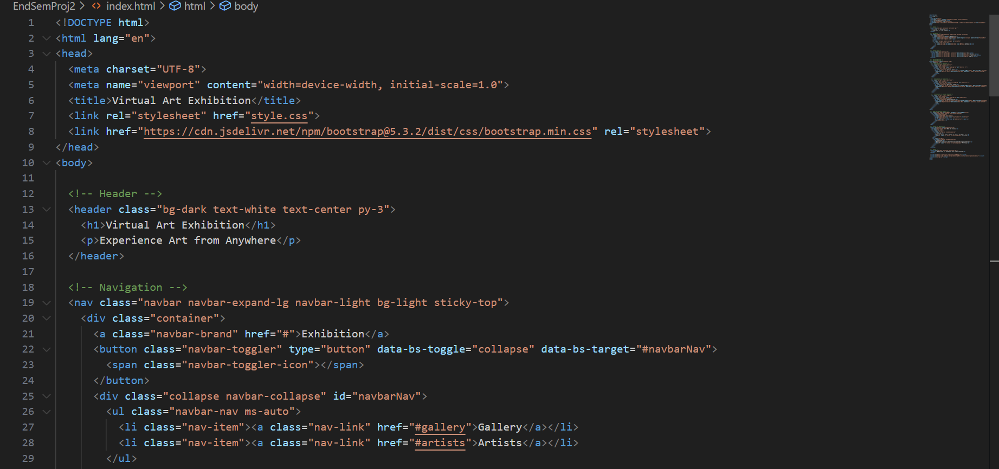 EndSemProj2 > <> index.html > html > body
1 <!DOCTYPE html>
2 <html lang="en">
3 <head>
4 <meta charset="UTF-8">
5 <meta name="viewport" content="width=device-width, initial-scale=1.0">
6 <title>Virtual Art Exhibition</title>
7 <link rel="stylesheet" href="style.css">
8 <link href="https://cdn.jsdelivr.net/npm/bootstrap@5.3.2/dist/css/bootstrap.min.css" rel="stylesheet">
9 </head>
10 <body>
11
12 <!-- Header -->
13 <header class="bg-dark text-white text-center py-3">
14 <h1>Virtual Art Exhibition</h1>
15 <p>Experience Art from Anywhere</p>
16 </header>
17
18 <!-- Navigation -->
19 <nav class="navbar navbar-expand-lg navbar-light bg-light sticky-top">
20 <div class="container">
21 <a class="navbar-brand" href="#">Exhibition</a>
22 <button class="navbar-toggler" type="button" data-bs-toggle="collapse" data-bs-target="#navbarNav">
23 <span class="navbar-toggler-icon"></span>
24 </button>
25 <div class="collapse navbar-collapse" id="navbarNav">
26 <ul class="navbar-nav ms-auto">
27 <li class="nav-item"><a class="nav-link" href="#gallery">Gallery</a></li>
28 <li class="nav-item"><a class="nav-link" href="#artists">Artists</a></li>
29 </ul>